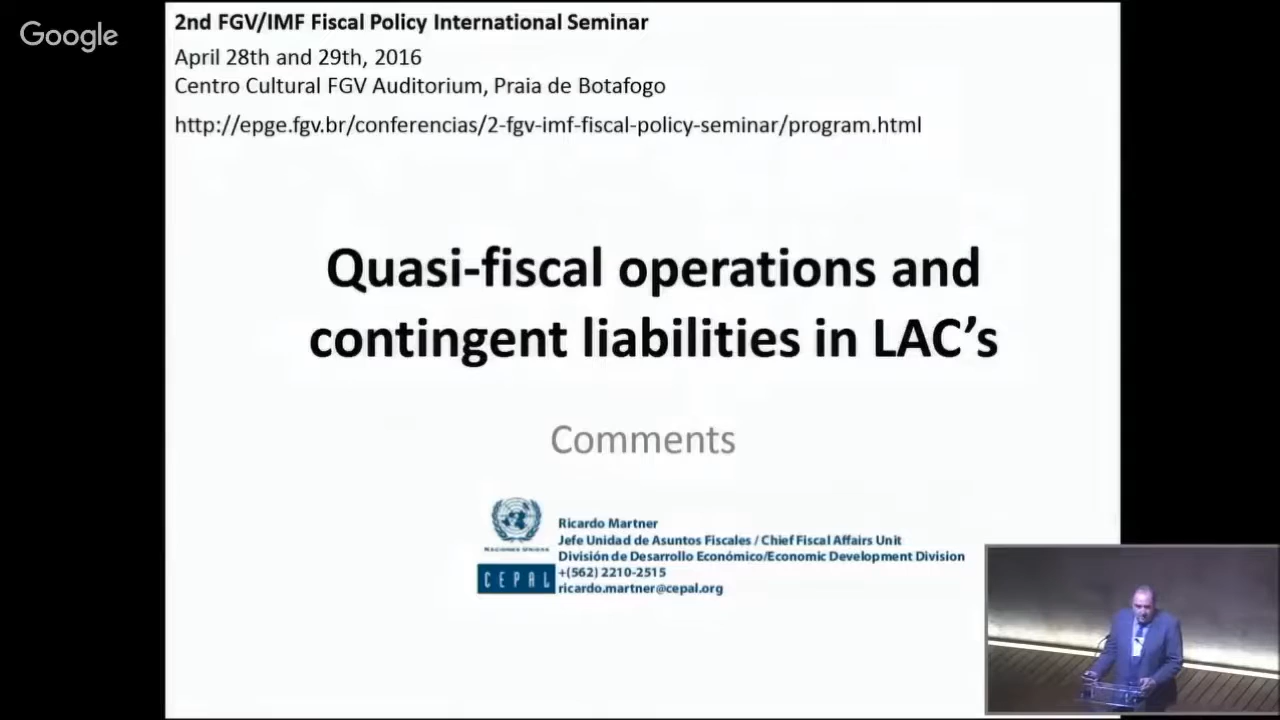 Google
2nd FGV/IMF Fiscal Policy International Seminar
April 28th and 29th, 2016
Centro Cultural FGV Auditorium, Praia de Botafogo
http://epge.fgv.br/conferencias/2-fgv-imf-fiscal-policy-seminar/program.html
Quasi-fiscal operations and
contingent liabilities in LAC’s
Comments
NACIONES UNIDAS
CEPAL
Ricardo Martner
Jefe Unidad de Asuntos Fiscales / Chief Fiscal Affairs Unit
División de Desarrollo Económico/Economic Development Division
+(562) 2210-2515
ricardo.martner@cepal.org